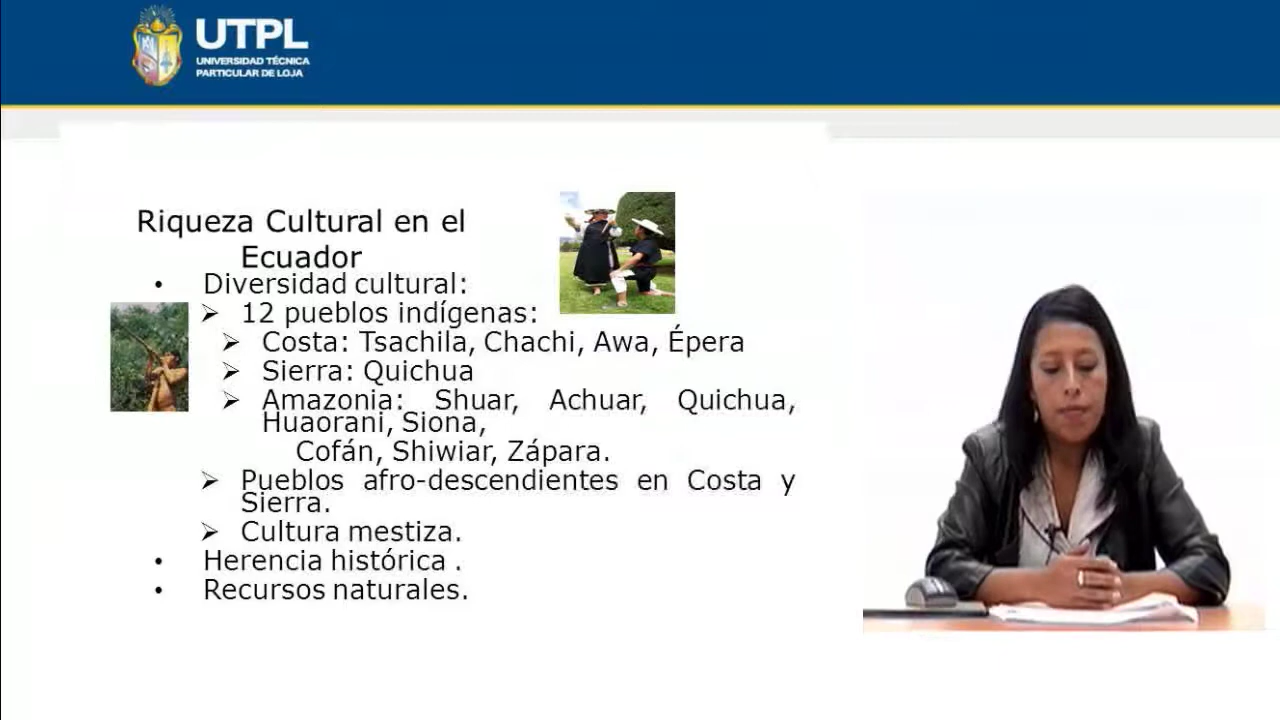 UTPL
UNIVERSIDAD TÉCNICA
PARTICULAR DE LOJA
Riqueza Cultural en el
Ecuador
• Diversidad cultural:
➢ 12 pueblos indígenas:
➢ Costa: Tsachila, Chachi, Awa, Épera
➢ Sierra: Quichua
➢ Amazonia: Shuar, Achuar, Quichua,
Huaorani, Siona,
Cofán, Shiwiar, Zápara.
➢ Pueblos afro-descendientes en Costa y
Sierra.
➢ Cultura mestiza.
• Herencia histórica .
• Recursos naturales.